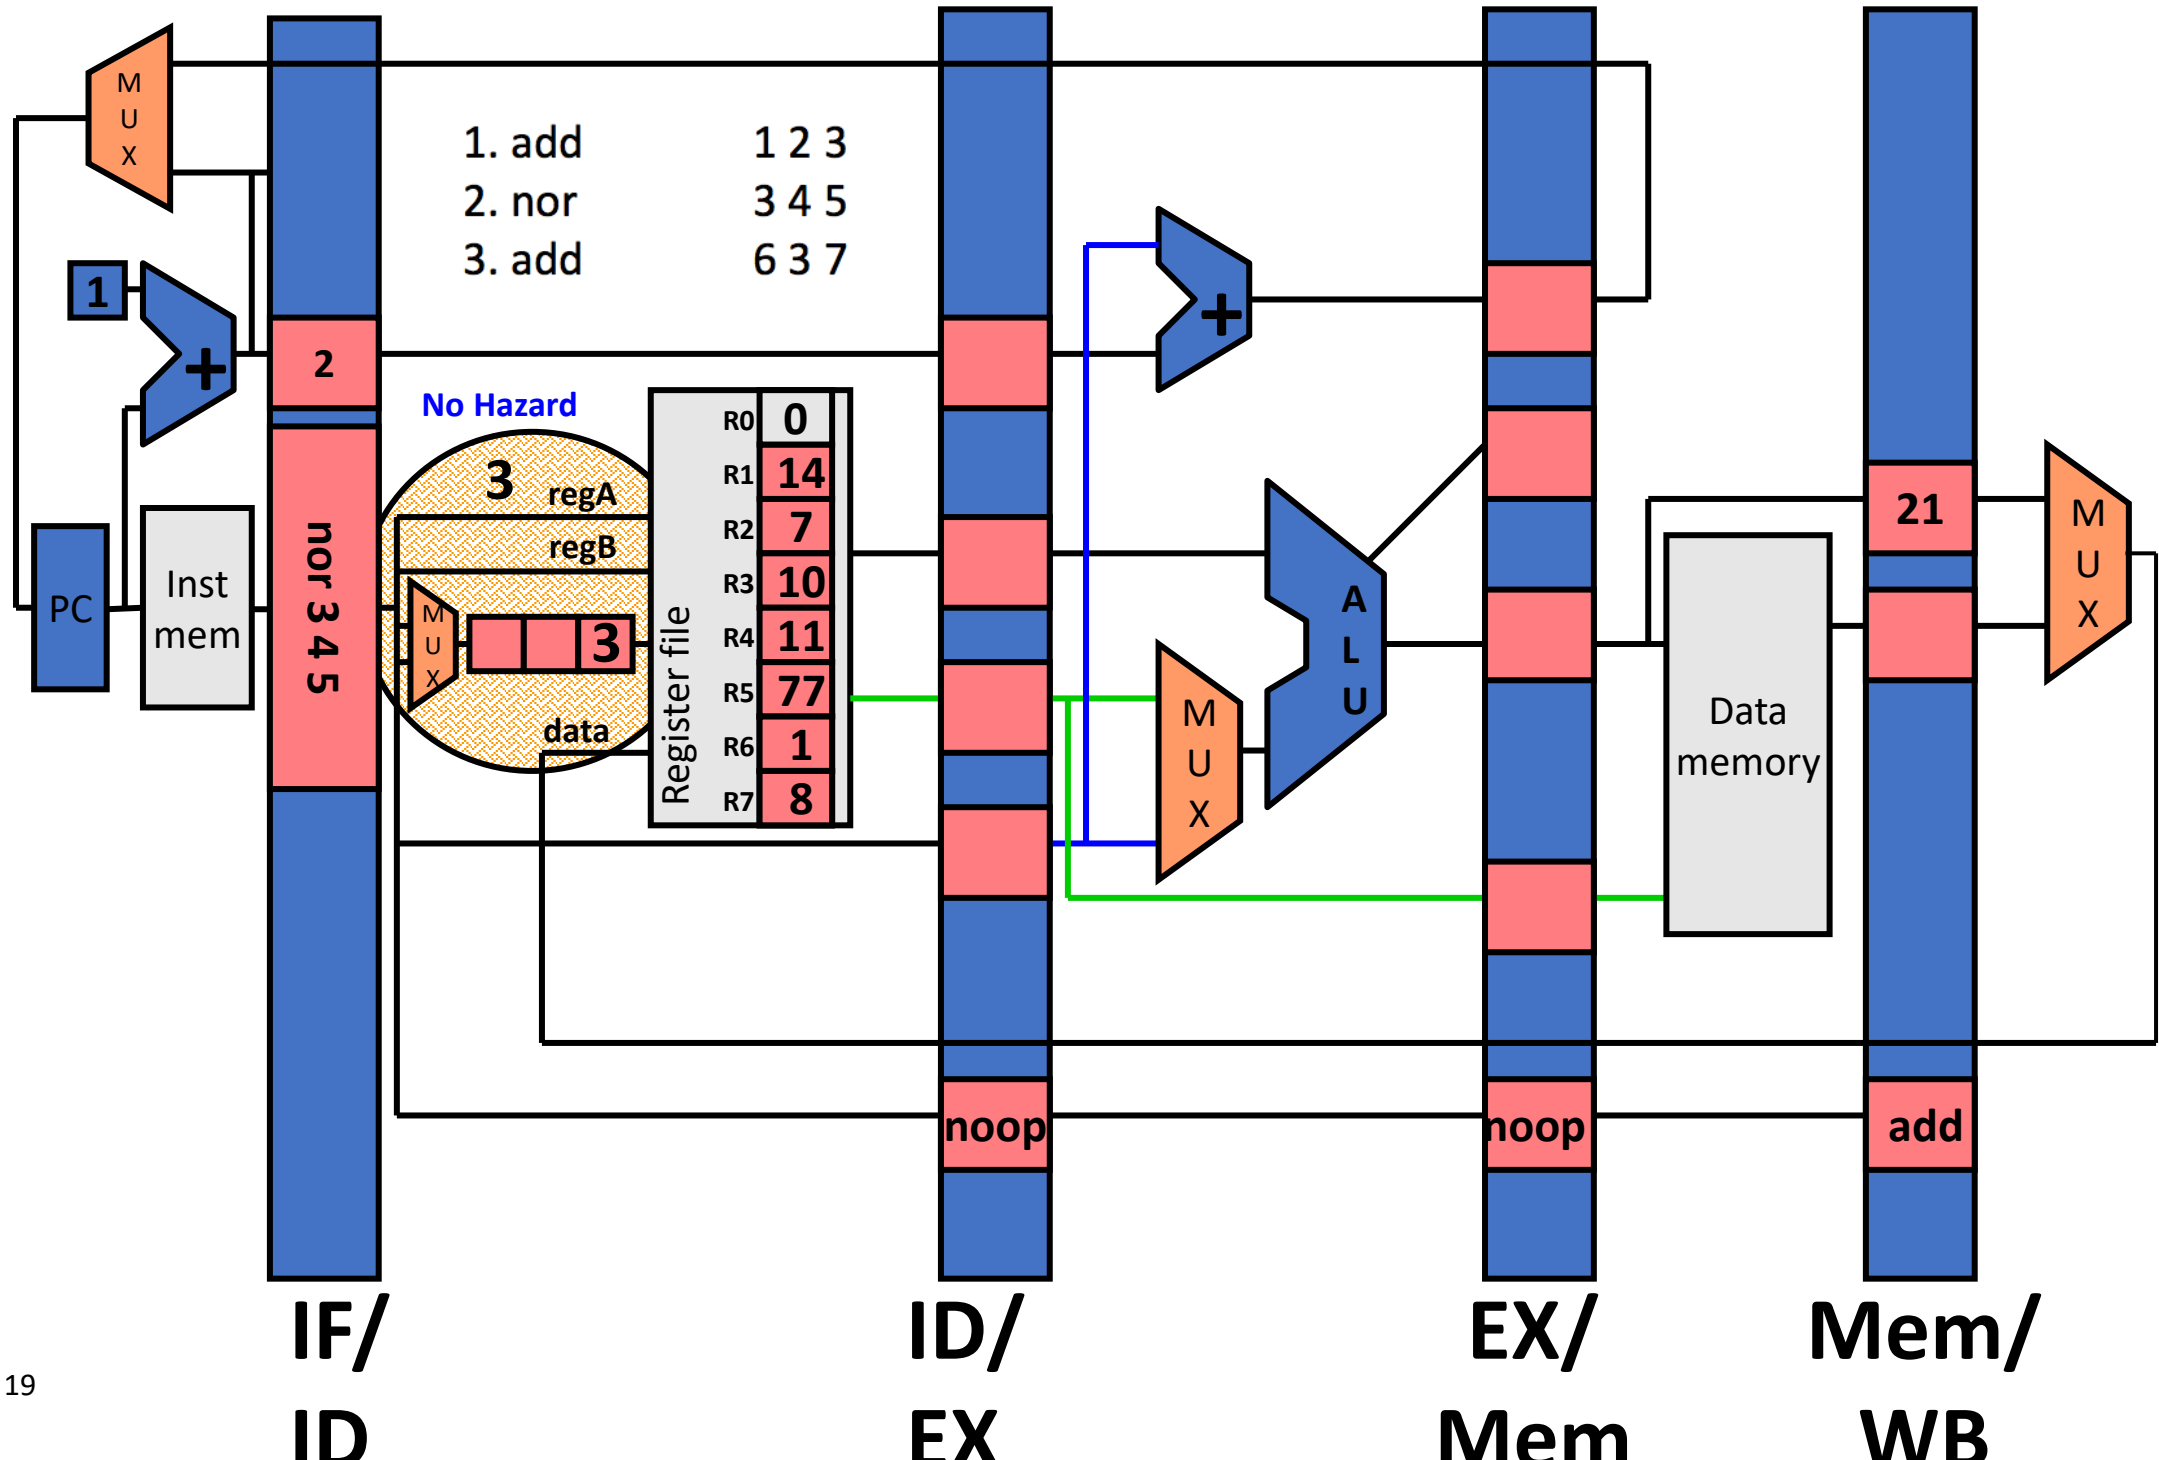 M
U
X
1. add 1 2 3
2. nor 3 4 5
3. add 6 3 7
1
+
+
2
No Hazard
R0 0
R1 14
R2 7
R3 10
R4 11
R5 77
R6 1
R7 8
Register file
3
regA
regB
M
U
X
3
data
PC
Inst
mem
nor 3 4 5
M
U
X
A
L
U
21
Data
memory
M
U
X
noop
noop
add
IF/
ID
ID/
EX
EX/
Mem
Mem/
WB
19